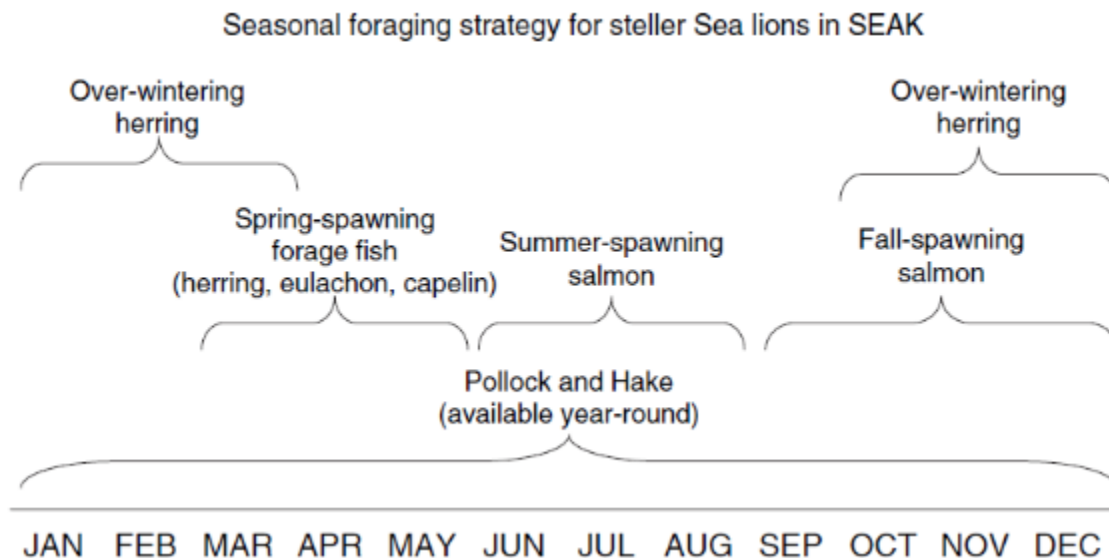 Seasonal foraging strategy for steller Sea lions in SEAK
Over-wintering
herring
Over-wintering
herring
Spring-spawning
forage fish
(herring, eulachon, capelin)
Summer-spawning
salmon
Fall-spawning
salmon
Pollock and Hake
(available year-round)
JAN FEB MAR APR MAY JUN JUL AUG SEP OCT NOV DEC